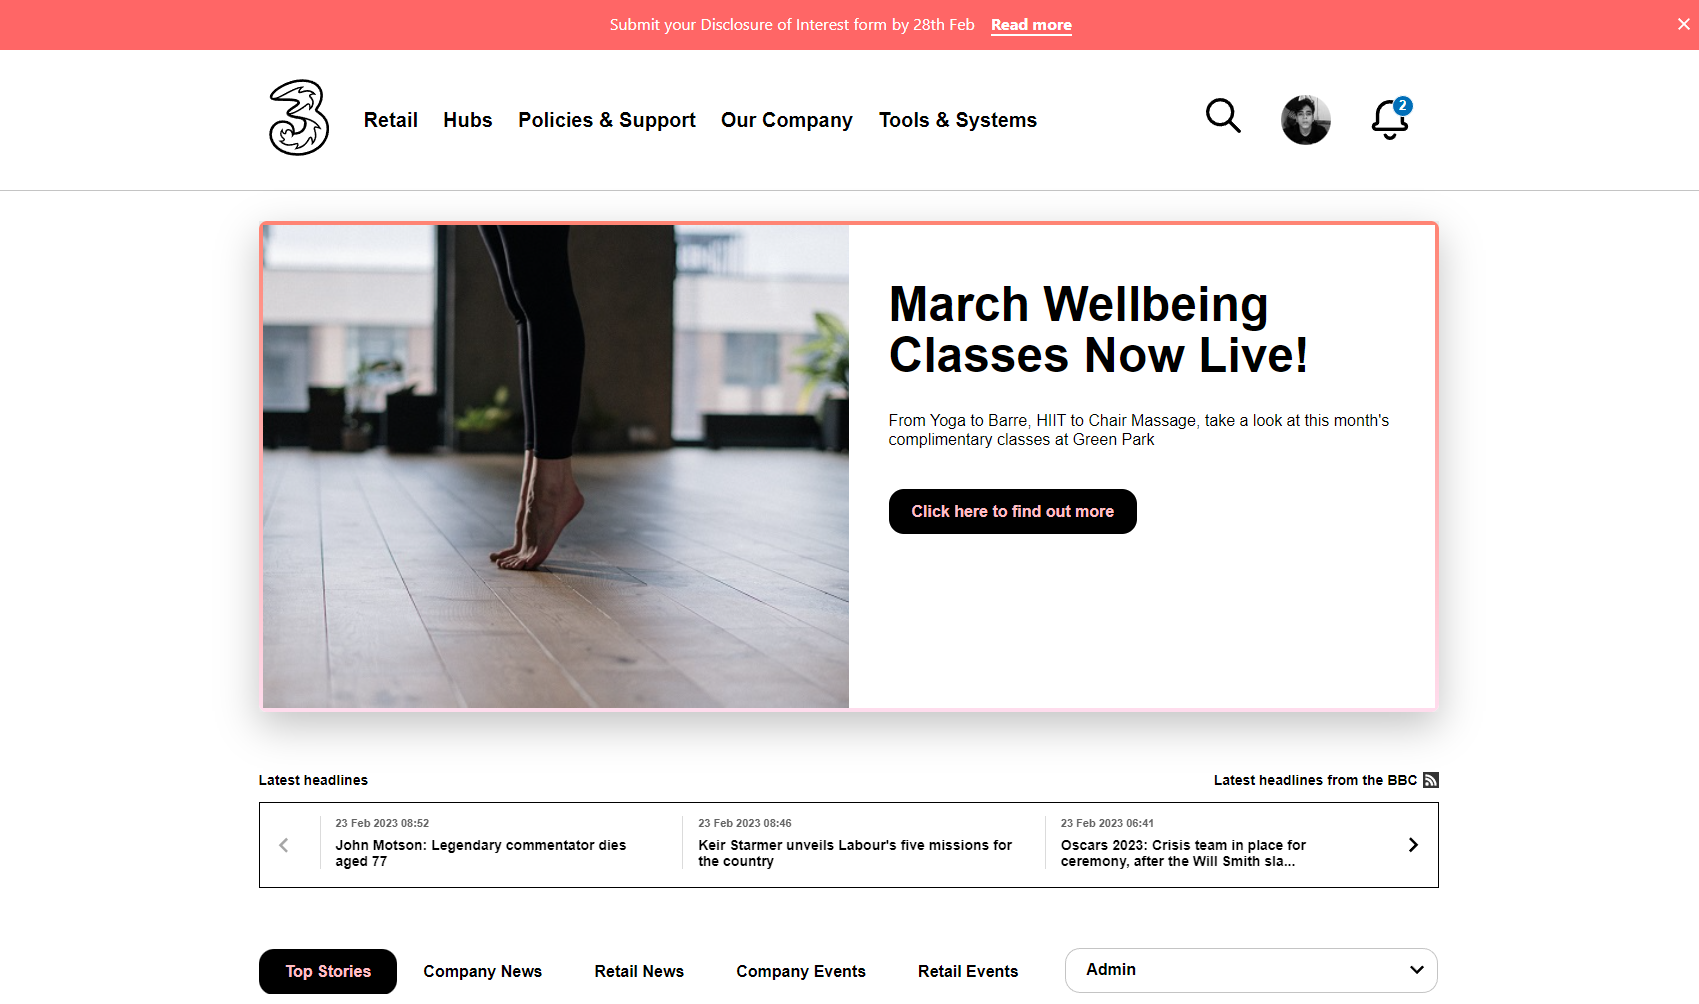 Submit your Disclosure of Interest form by 28th Feb Read more
Retail Hubs Policies & Support Our Company Tools & Systems
2
March Wellbeing
Classes Now Live!
From Yoga to Barre, HIIT to Chair Massage, take a look at this month's
complimentary classes at Green Park
Click here to find out more
Latest headlines
Latest headlines from the BBC
23 Feb 2023 08:52
John Motson: Legendary commentator dies
aged 77
23 Feb 2023 08:46
Keir Starmer unveils Labour's five missions for
the country
23 Feb 2023 06:41
Oscars 2023: Crisis team in place for
ceremony, after the Will Smith sla...
Top Stories Company News Retail News Company Events Retail Events Admin